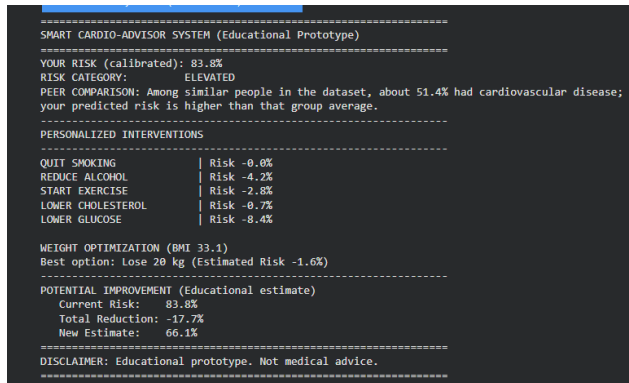 ================================================================
SMART CARDIO-ADVISOR SYSTEM (Educational Prototype)
================================================================
YOUR RISK (calibrated): 83.8%
RISK CATEGORY:         ELEVATED
PEER COMPARISON: Among similar people in the dataset, about 51.4% had cardiovascular disease;
your predicted risk is higher than that group average.
----------------------------------------------------------------
PERSONALIZED INTERVENTIONS
----------------------------------------------------------------
QUIT SMOKING             | Risk -0.0%
REDUCE ALCOHOL           | Risk -4.2%
START EXERCISE           | Risk -2.8%
LOWER CHOLESTEROL        | Risk -0.7%
LOWER GLUCOSE            | Risk -8.4%
WEIGHT OPTIMIZATION (BMI 33.1)
Best option: Lose 20 kg (Estimated Risk -1.6%)
----------------------------------------------------------------
POTENTIAL IMPROVEMENT (Educational estimate)
   Current Risk:    83.8%
   Total Reduction: -17.7%
   New Estimate:    66.1%
================================================================
DISCLAIMER: Educational prototype. Not medical advice.
================================================================